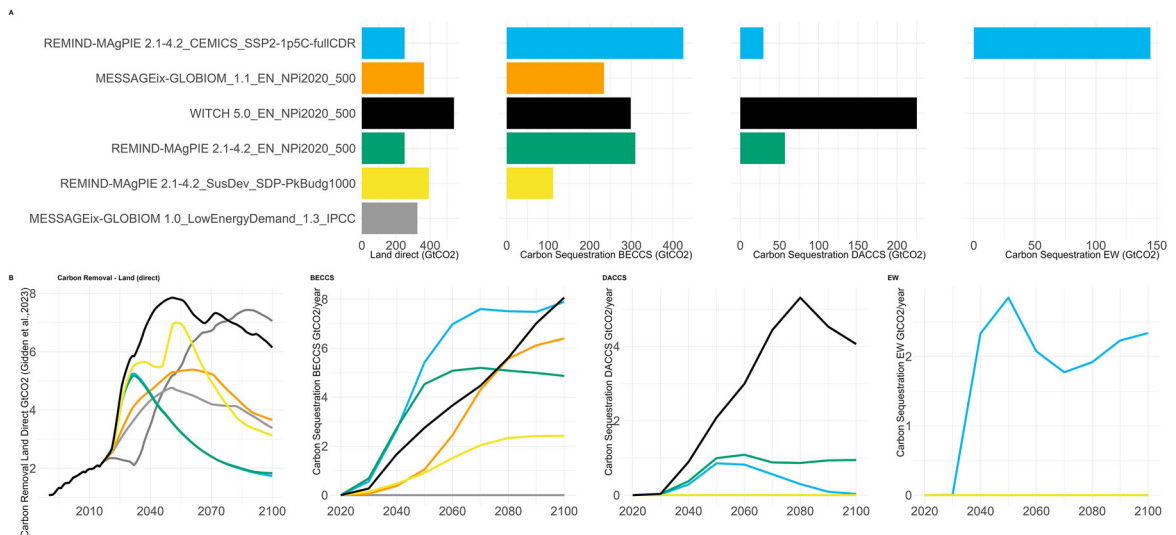 A
REMIND-MAgPIE 2.1-4.2_CEMICS_SSP2-1p5C-fullCDR
MESSAGEix-GLOBIOM_1.1_EN_NPi2020_500
WITCH 5.0_EN_NPi2020_500
REMIND-MAgPIE 2.1-4.2_EN_NPi2020_500
REMIND-MAgPIE 2.1-4.2_SusDev_SDP-PkBudg1000
MESSAGEix-GLOBIOM 1.0_LowEnergyDemand_1.3_IPCC
0 200 400
Land direct (GtCO2)
0 100 200 300 400
Carbon Sequestration BECCS (GtCO2)
0 50 100 150 200
Carbon Sequestration DACCS (GtCO2)
0 50 100 150
Carbon Sequestration EW (GtCO2)
B
Carbon Removal - Land (direct)
Carbon Removal Land Direct GtCO2 (Gidden et al.,2023)
8
6
4
2
2010 2040 2070 2100
BECCS
Carbon Sequestration BECCS GtCO2/year
8
6
4
2
0
2020 2040 2060 2080 2100
DACCS
Carbon Sequestration DACCS GtCO2/year
4
2
0
2020 2040 2060 2080 2100
EW
Carbon Sequestration EW GtCO2/year
2
1
0
2020 2040 2060 2080 2100